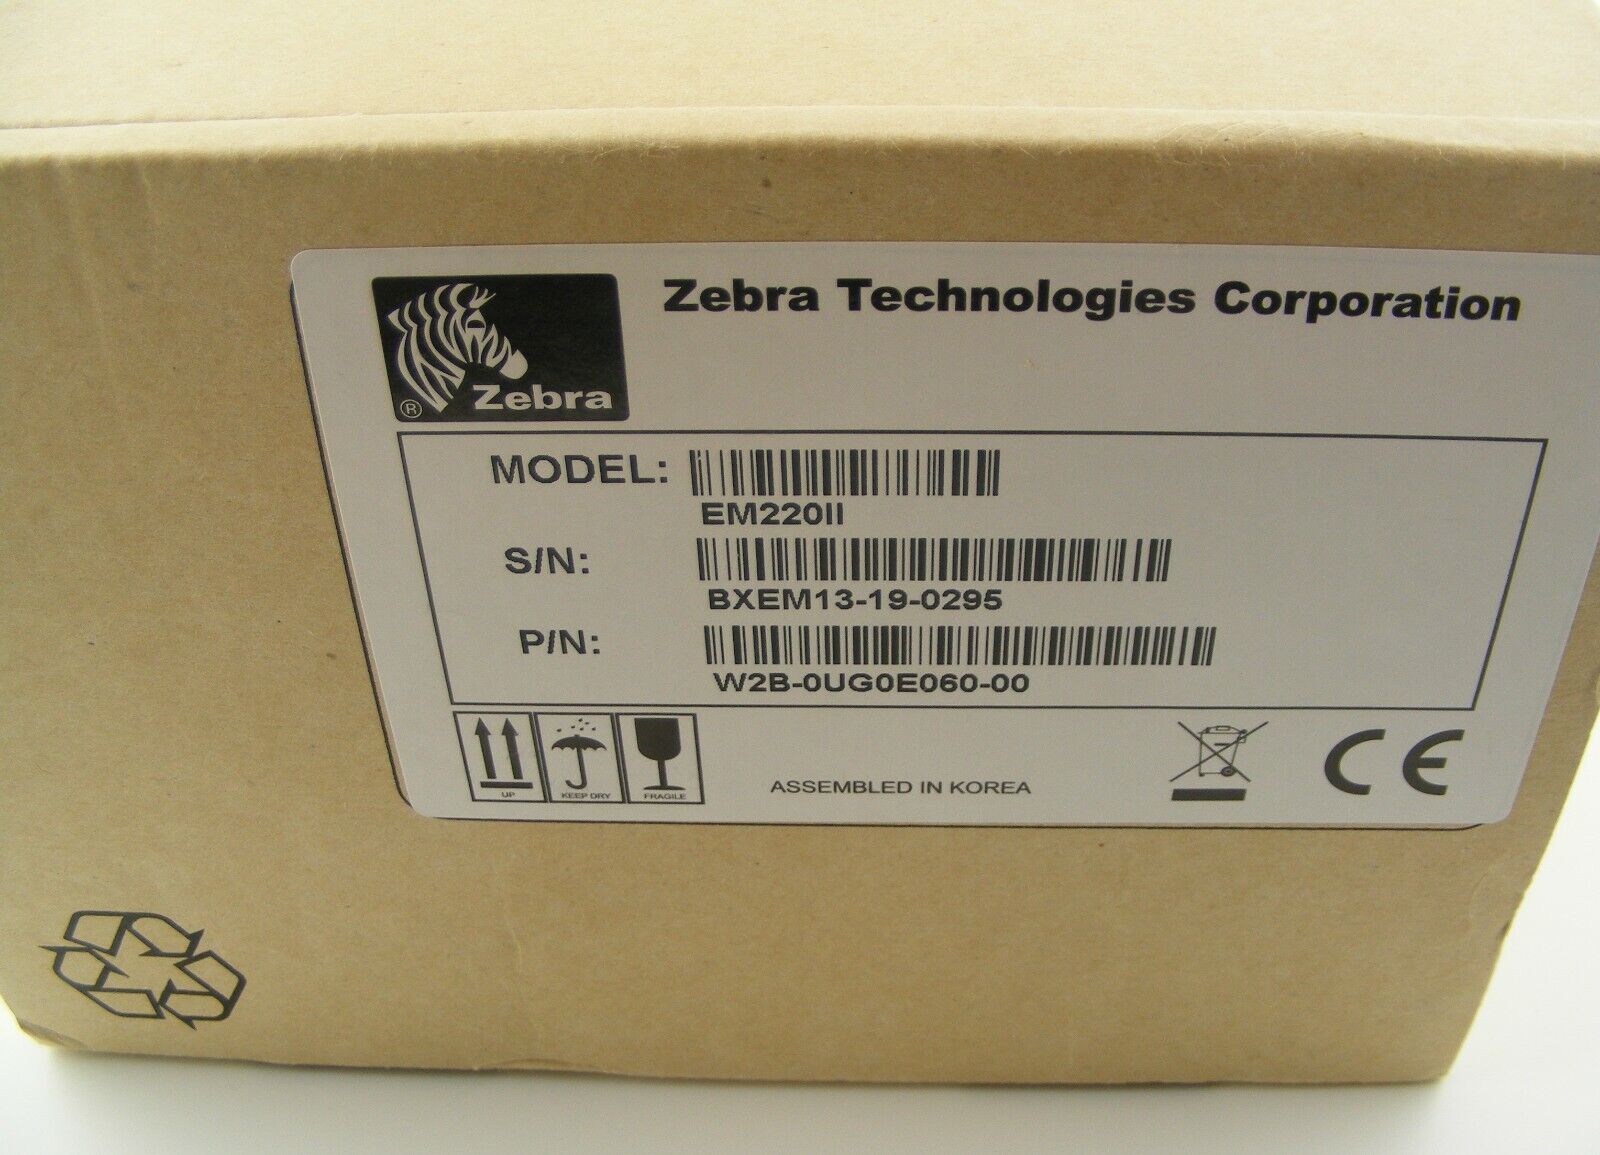 Zebra Technologies Corporation
® Zebra
MODEL:
EM220II
S/N:
BXEM13-19-0295
P/N:
W2B-0UG0E060-00
UP KEEP DRY FRAGILE
ASSEMBLED IN KOREA
CE